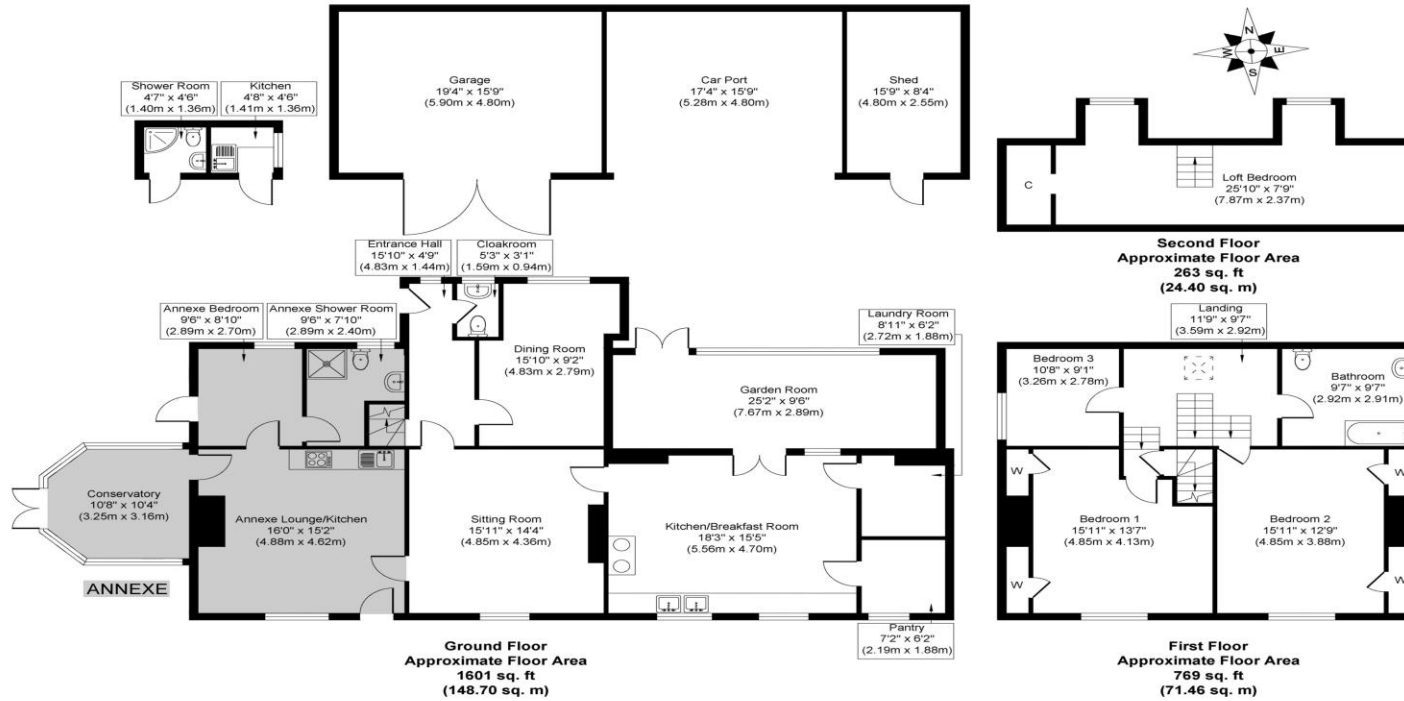 Shower Room
4'7" x 4'6"
(1.40m x 1.36m)
Kitchen
4'8" x 4'6"
(1.41m x 1.36m)
Garage
19'4" x 15'9"
(5.90m x 4.80m)
Car Port
17'4" x 15'9"
(5.28m x 4.80m)
Shed
15'9" x 8'4"
(4.80m x 2.55m)
N
W
E
S
C
Loft Bedroom
25'10" x 7'9"
(7.87m x 2.37m)
Second Floor
Approximate Floor Area
263 sq. ft
(24.40 sq. m)
Entrance Hall
15'10" x 4'9"
(4.83m x 1.44m)
Cloakroom
5'3" x 3'1"
(1.59m x 0.94m)
Annexe Bedroom
9'6" x 8'10"
(2.89m x 2.70m)
Annexe Shower Room
9'6" x 7'10"
(2.89m x 2.40m)
Dining Room
15'10" x 9'2"
(4.83m x 2.79m)
Laundry Room
8'11" x 6'2"
(2.72m x 1.88m)
Garden Room
25'2" x 9'6"
(7.67m x 2.89m)
Conservatory
10'8" x 10'4"
(3.25m x 3.16m)
ANNEXE
Annexe Lounge/Kitchen
16'0" x 15'2"
(4.88m x 4.62m)
Sitting Room
15'11" x 14'4"
(4.85m x 4.36m)
Kitchen/Breakfast Room
18'3" x 15'5"
(5.56m x 4.70m)
Pantry
7'2" x 6'2"
(2.19m x 1.88m)
Ground Floor
Approximate Floor Area
1601 sq. ft
(148.70 sq. m)
Landing
11'9" x 9'7"
(3.59m x 2.92m)
Bedroom 3
10'8" x 9'1"
(3.26m x 2.78m)
Bathroom
9'7" x 9'7"
(2.92m x 2.91m)
W
W
Bedroom 1
15'11" x 13'7"
(4.85m x 4.13m)
Bedroom 2
15'11" x 12'9"
(4.85m x 3.88m)
W
W
First Floor
Approximate Floor Area
769 sq. ft
(71.46 sq. m)